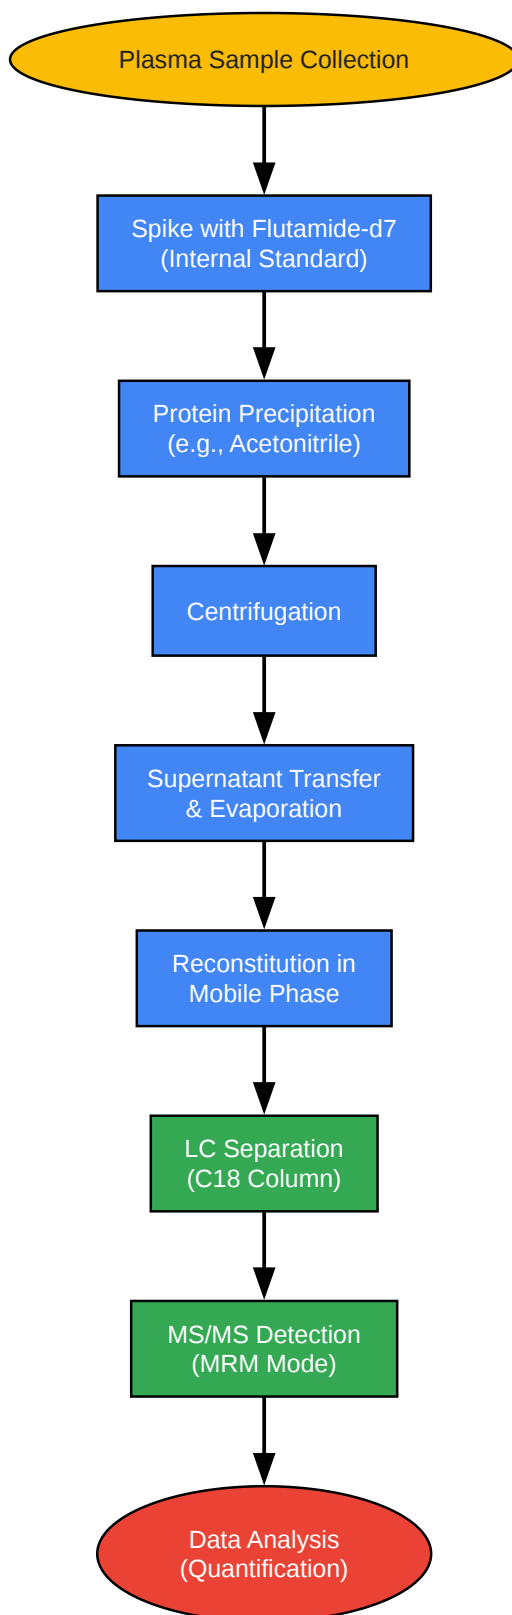 Plasma Sample Collection
Spike with Flutamide-d7
(Internal Standard)
Protein Precipitation
(e.g., Acetonitrile)
Centrifugation
Supernatant Transfer
& Evaporation
Reconstitution in
Mobile Phase
LC Separation
(C18 Column)
MS/MS Detection
(MRM Mode)
Data Analysis
(Quantification)